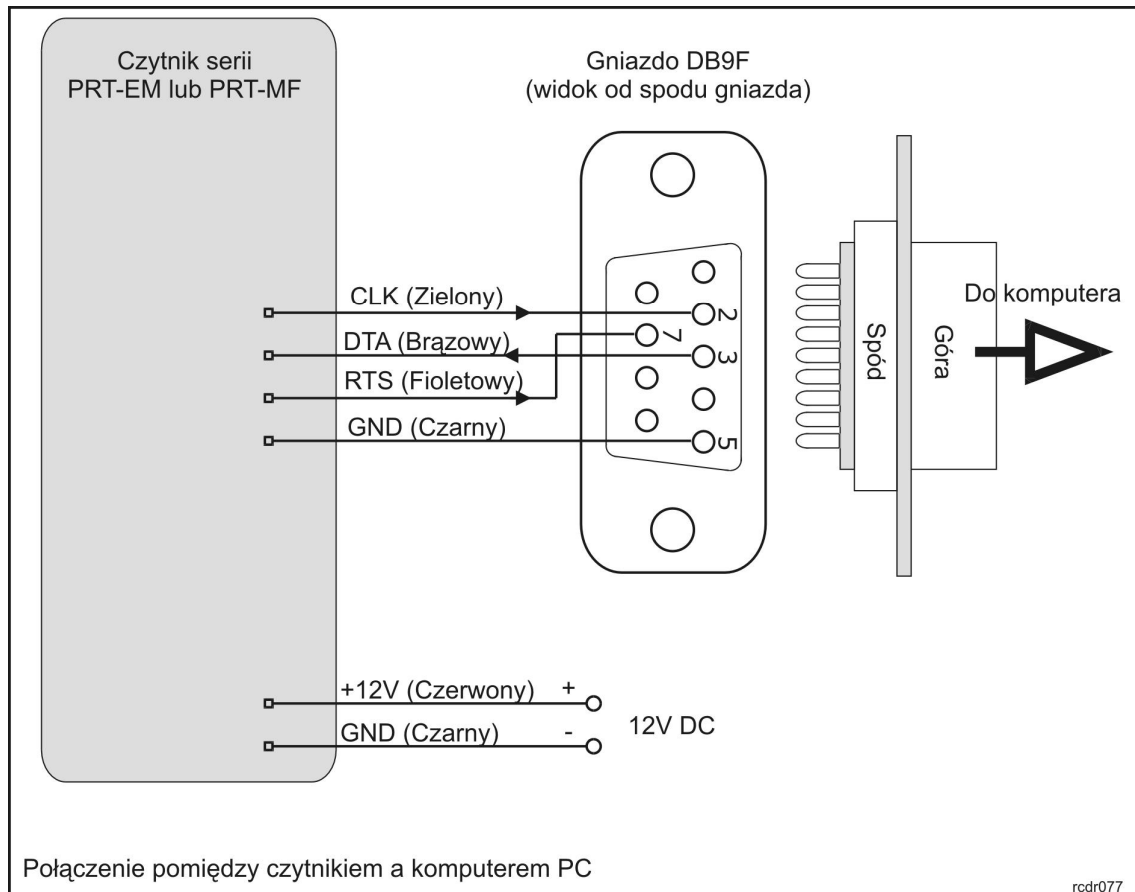 Czytnik serii
PRT-EM lub PRT-MF
Gniazdo DB9F
(widok od spodu gniazda)
CLK (Zielony)
DTA (Brązowy)
RTS (Fioletowy)
GND (Czarny)
2
7
3
5
Spód
Góra
Do komputera
+12V (Czerwony) +
GND (Czarny) -
12V DC
Połączenie pomiędzy czytnikiem a komputerem PC
rcdr077